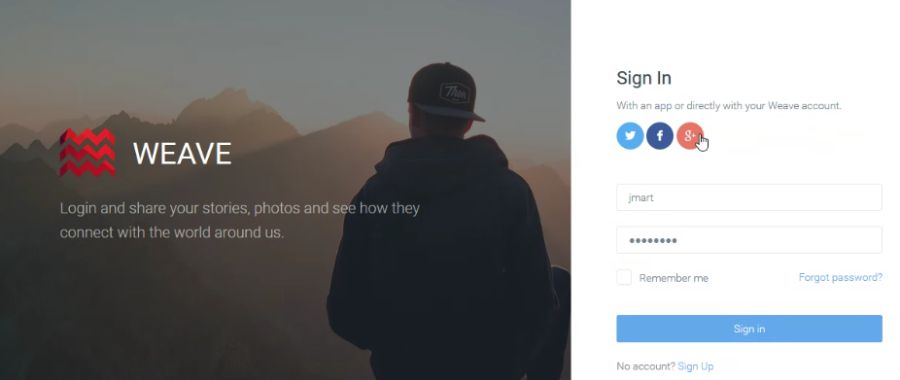 Thom
WEAVE
Login and share your stories, photos and see how they
connect with the world around us.
Sign In
With an app or directly with your Weave account.
f g+
jmart
Remember me Forgot password?
Sign in
No account? Sign Up